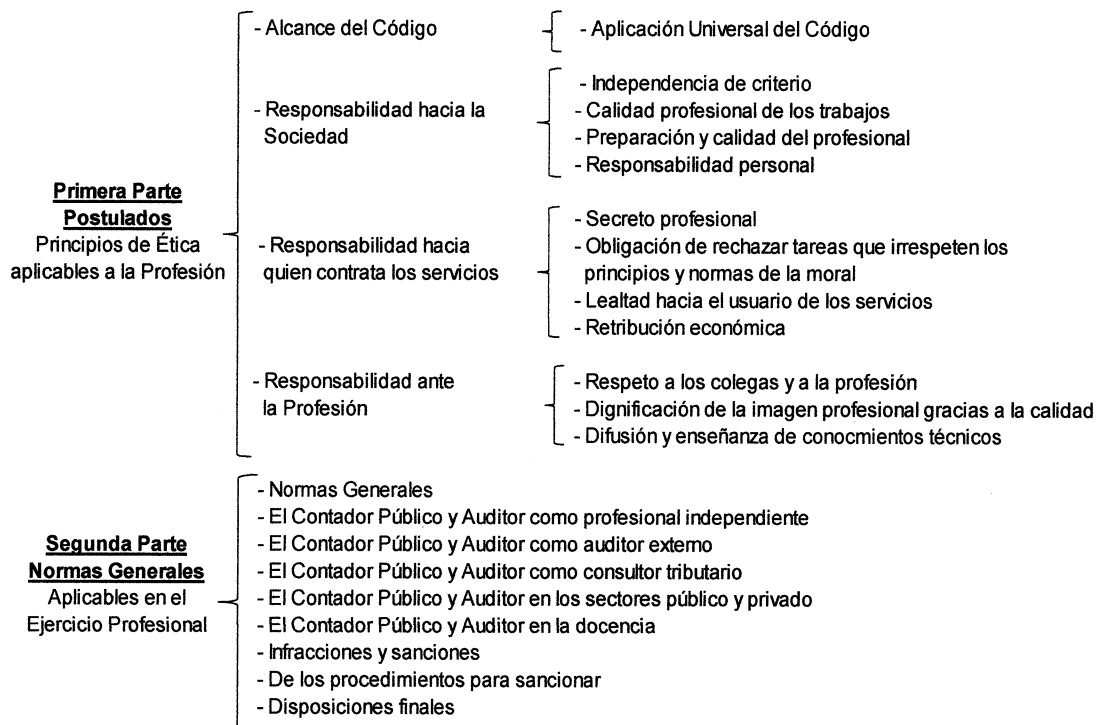 - Alcance del Código
- Aplicación Universal del Código
- Responsabilidad hacia la
Sociedad
- Independencia de criterio
- Calidad profesional de los trabajos
- Preparación y calidad del profesional
- Responsabilidad personal
Primera Parte
Postulados
Principios de Ética
aplicables a la Profesión
- Responsabilidad hacia
quien contrata los servicios
- Secreto profesional
- Obligación de rechazar tareas que irrespeten los
principios y normas de la moral
- Lealtad hacia el usuario de los servicios
- Retribución económica
- Responsabilidad ante
la Profesión
- Respeto a los colegas y a la profesión
- Dignificación de la imagen profesional gracias a la calidad
- Difusión y enseñanza de conocmientos técnicos
Segunda Parte
Normas Generales
Aplicables en el
Ejercicio Profesional
- Normas Generales
- El Contador Público y Auditor como profesional independiente
- El Contador Público y Auditor como auditor externo
- El Contador Público y Auditor como consultor tributario
- El Contador Público y Auditor en los sectores público y privado
- El Contador Público y Auditor en la docencia
- Infracciones y sanciones
- De los procedimientos para sancionar
- Disposiciones finales